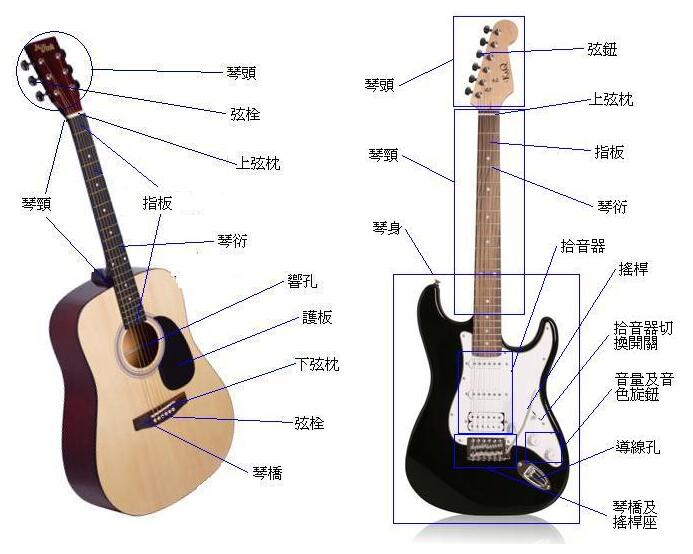 琴頭
弦栓
上弦枕
琴頸
指板
琴衍
響孔
護板
下弦枕
弦栓
琴橋
弦鈕
琴頭
上弦枕
指板
琴頸
琴衍
琴身
拾音器
搖桿
拾音器切
換開關
音量及音
色旋鈕
導線孔
琴橋及
搖桿座